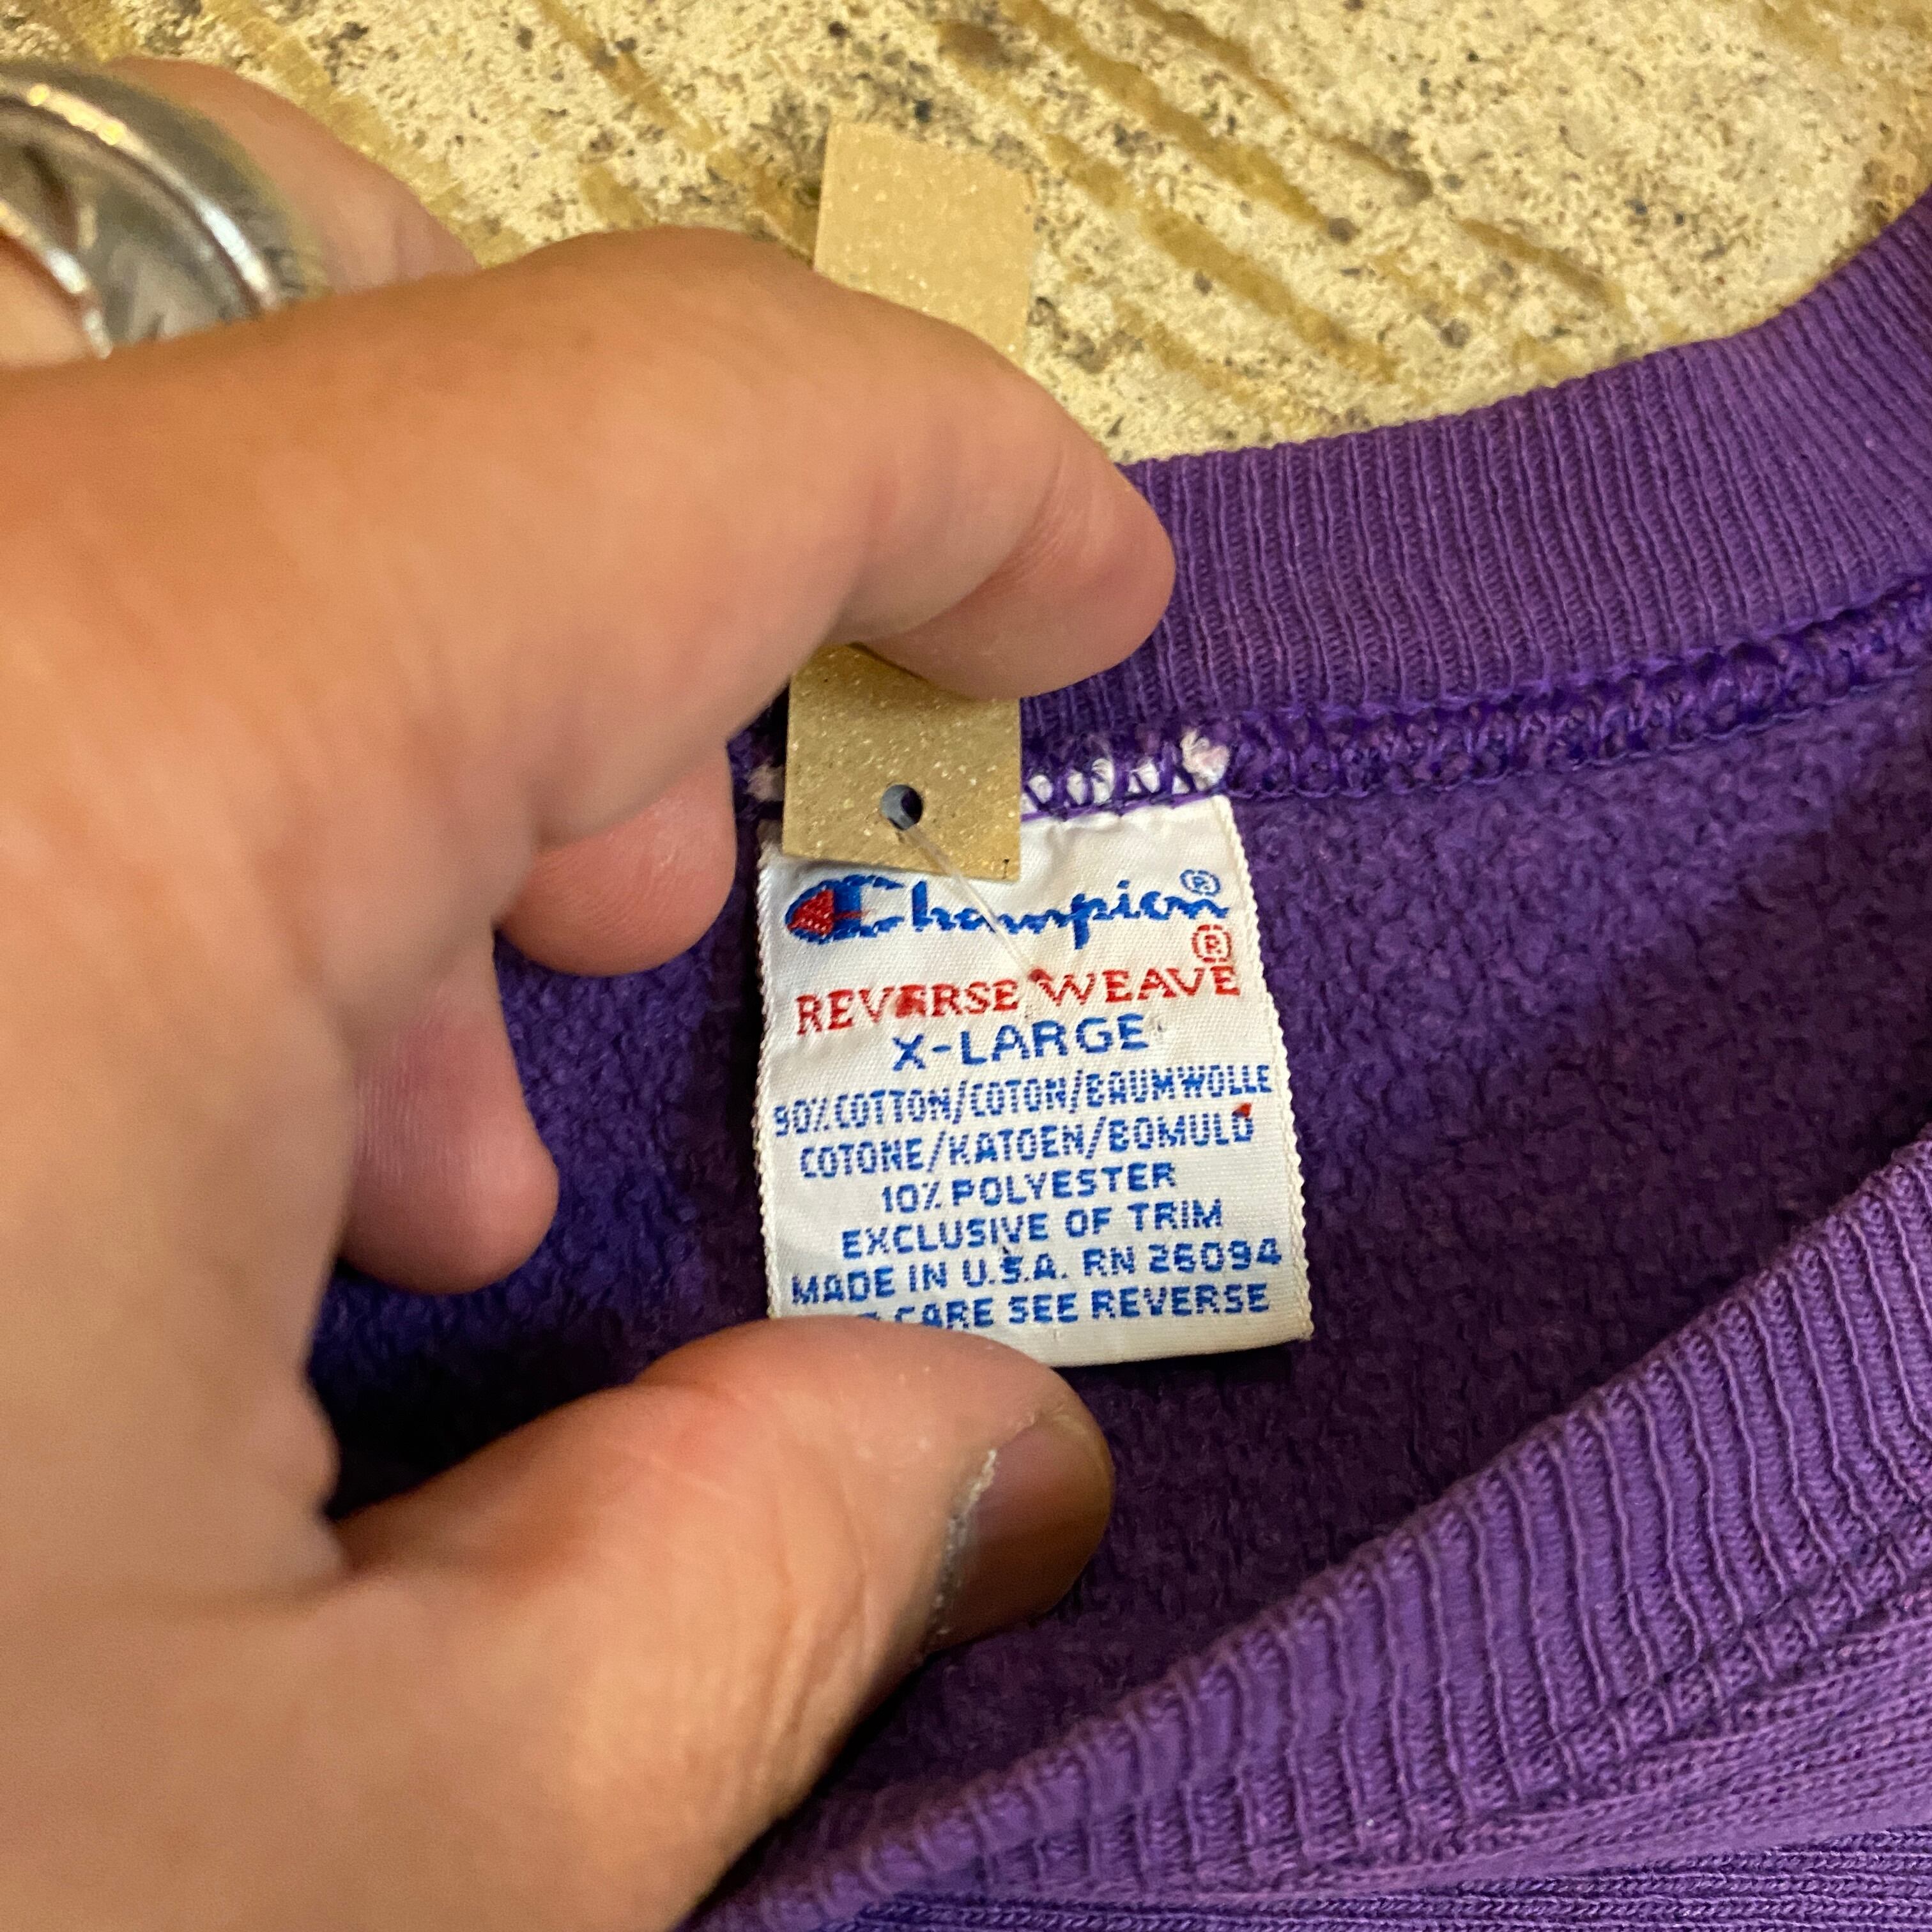 Champion®
®
REVERSE WEAVE
X-LARGE
90% COTTON/COTON/BAUMWOLLE
COTONE/KATOEN/BOMULD
10% POLYESTER
EXCLUSIVE OF TRIM
MADE IN U.S.A. RN 26094
CARE SEE REVERSE